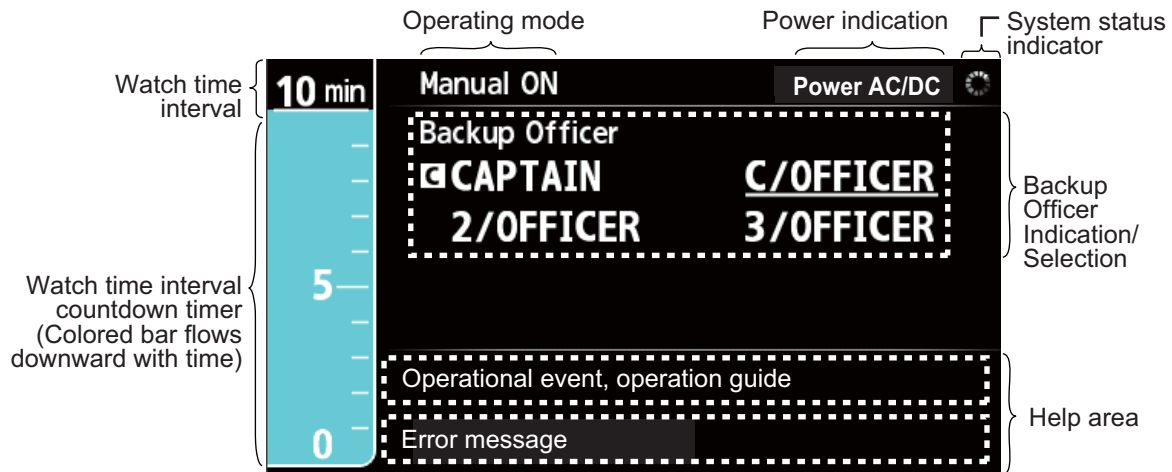 Operating mode
Power indication
System status
indicator
Watch time
interval
10 min
Manual ON
Power AC/DC
Backup Officer
C CAPTAIN
C/OFFICER
2/OFFICER
3/OFFICER
Backup
Officer
Indication/
Selection
5
Watch time interval
countdown timer
(Colored bar flows
downward with time)
Operational event, operation guide
Help area
0
Error message